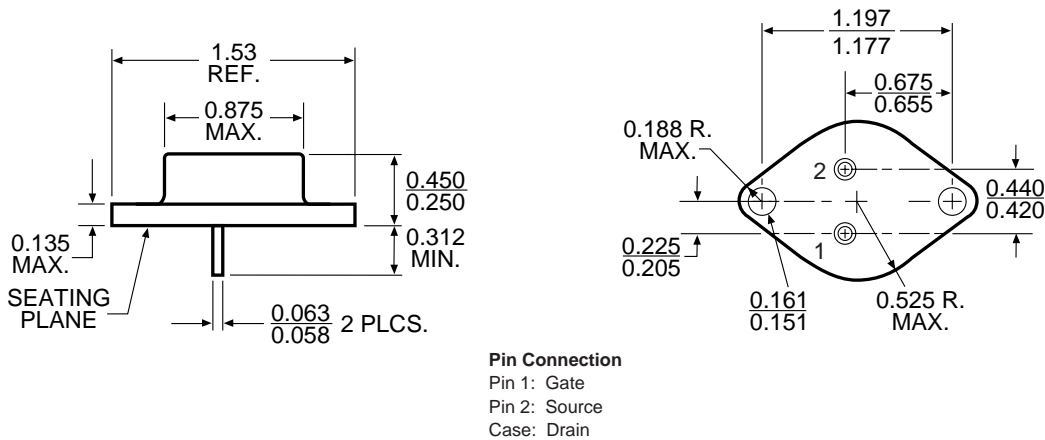 1.53
REF.
0.875
MAX.
0.450
0.250
0.135
MAX.
0.312
MIN.
SEATING
PLANE
0.063
0.058
2 PLCS.
1.197
1.177
0.675
0.655
0.188 R.
MAX.
2
0.440
0.420
0.225
0.205
1
0.161
0.151
0.525 R.
MAX.
Pin Connection
Pin 1: Gate
Pin 2: Source
Case: Drain